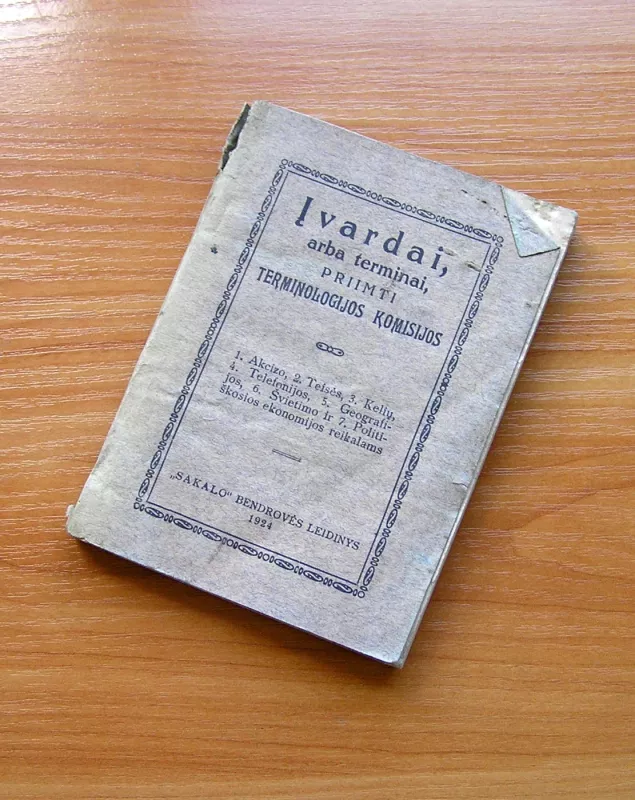 Įvardai,
arba terminai,
PRIIMTI
TERMINOLOGIJOS KOMISIJOS
1. Akcizo, 2. Teisės, 3. Kelių,
4. Telefonijos, 5. Geografi-
jos, 6. Švietimo ir 7. Politi-
škosios ekonomijos reikalams
„SAKALO“ BENDROVĖS LEIDINYS
1924